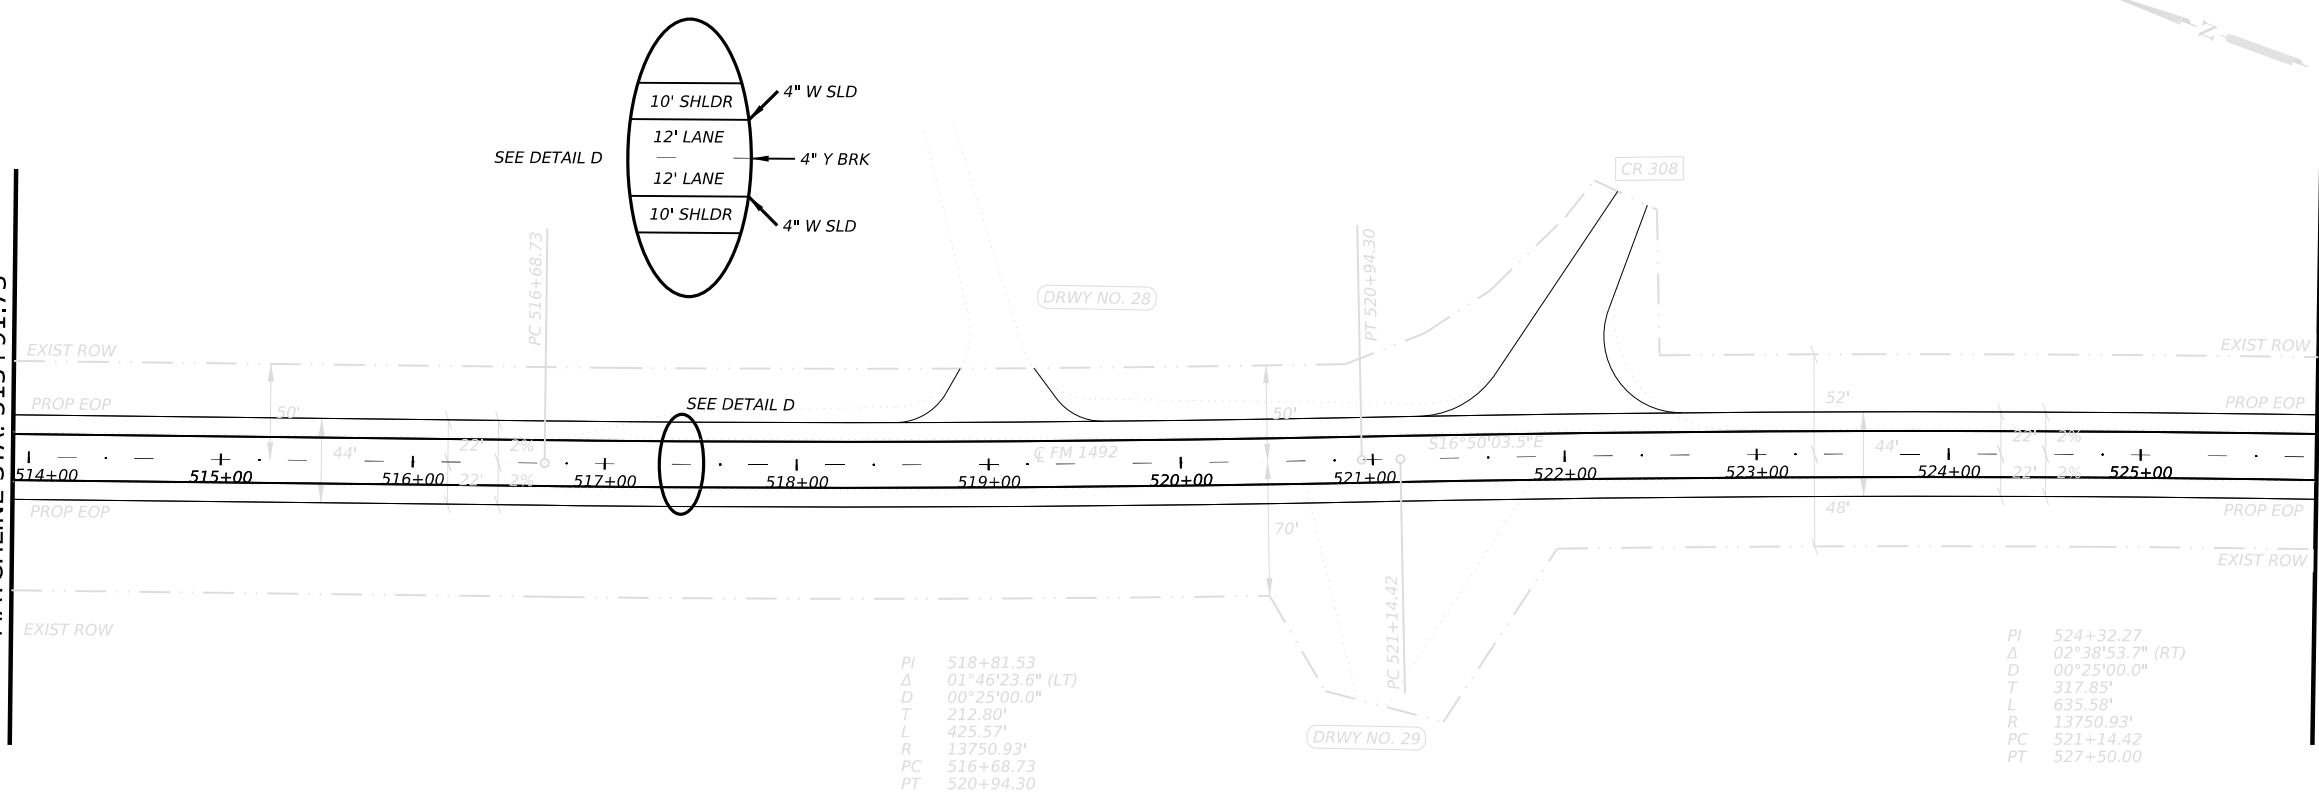 10' SHLDR
12' LANE
12' LANE
10' SHLDR
4" W SLD
4" Y BRK
4" W SLD
SEE DETAIL D
N
CR 308
DRWY NO. 28
PC 516+68.73
PT 520+94.30
EXIST ROW
EXIST ROW
PROP EOP
SEE DETAIL D
PROP EOP
50'
50'
52'
44'
22' 2%
22' 2%
℄ FM 1492
S16°50'03.5"E
44'
22' 2%
22' 2%
514+00 515+00 516+00 517+00 518+00 519+00 520+00 521+00 522+00 523+00 524+00 525+00
PROP EOP
PROP EOP
70'
48'
EXIST ROW
EXIST ROW
PC 521+14.42
DRWY NO. 29
PI 518+81.53
Δ 01°46'23.6" (LT)
D 00°25'00.0"
T 212.80'
L 425.57'
R 13750.93'
PC 516+68.73
PT 520+94.30
PI 524+32.27
Δ 02°38'53.7" (RT)
D 00°25'00.0"
T 317.85'
L 635.58'
R 13750.93'
PC 521+14.42
PT 527+50.00